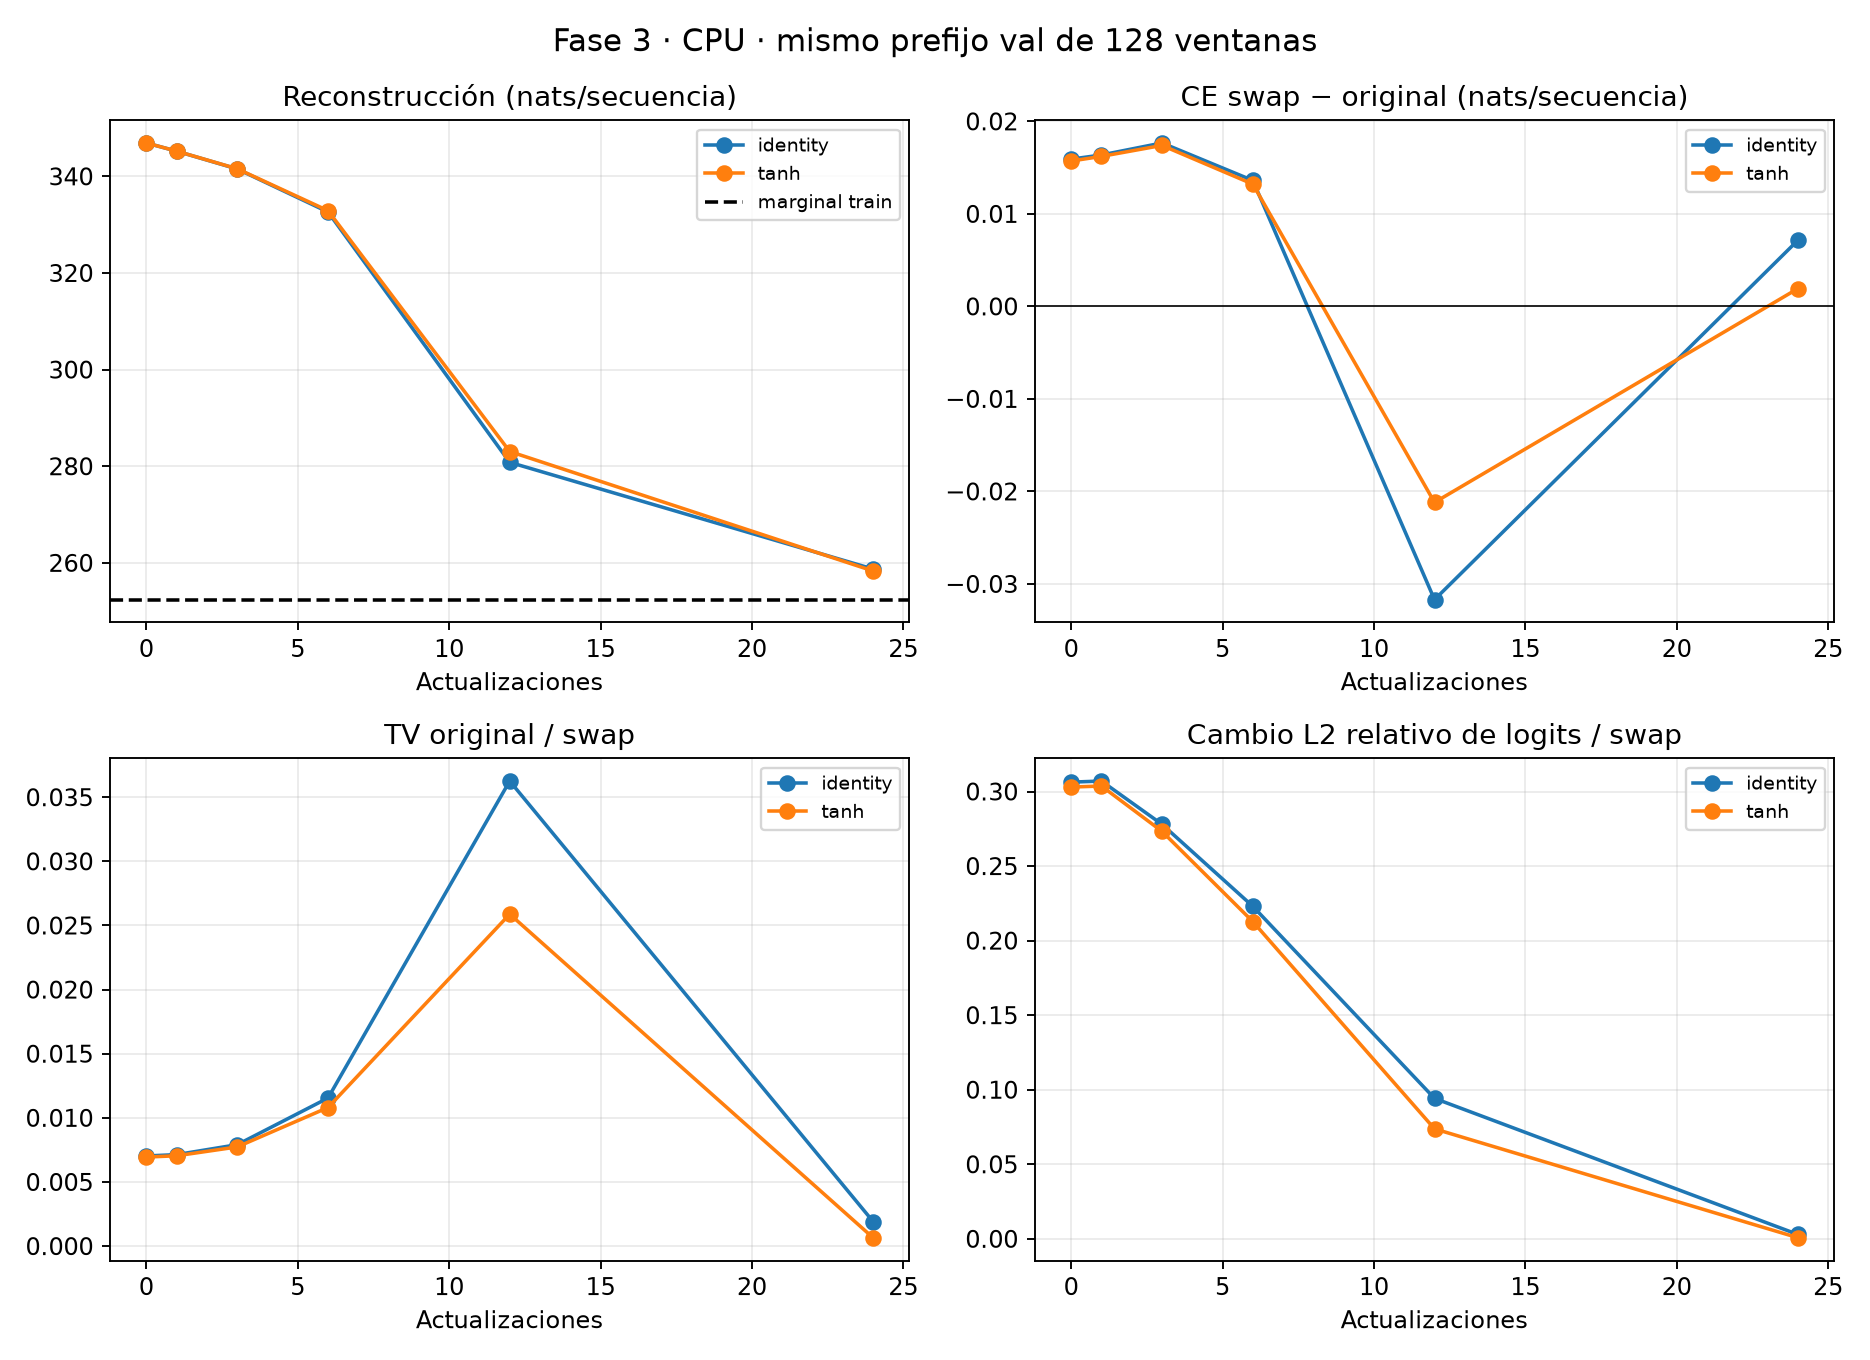 Fase 3 · CPU · mismo prefijo val de 128 ventanas
Reconstrucción (nats/secuencia)
340
320
300
280
260
0 5 10 15 20 25
Actualizaciones
identity
tanh
marginal train
CE swap − original (nats/secuencia)
0.02
0.01
0.00
−0.01
−0.02
−0.03
0 5 10 15 20 25
Actualizaciones
identity
tanh
TV original / swap
0.035
0.030
0.025
0.020
0.015
0.010
0.005
0.000
0 5 10 15 20 25
Actualizaciones
identity
tanh
Cambio L2 relativo de logits / swap
0.30
0.25
0.20
0.15
0.10
0.05
0.00
0 5 10 15 20 25
Actualizaciones
identity
tanh